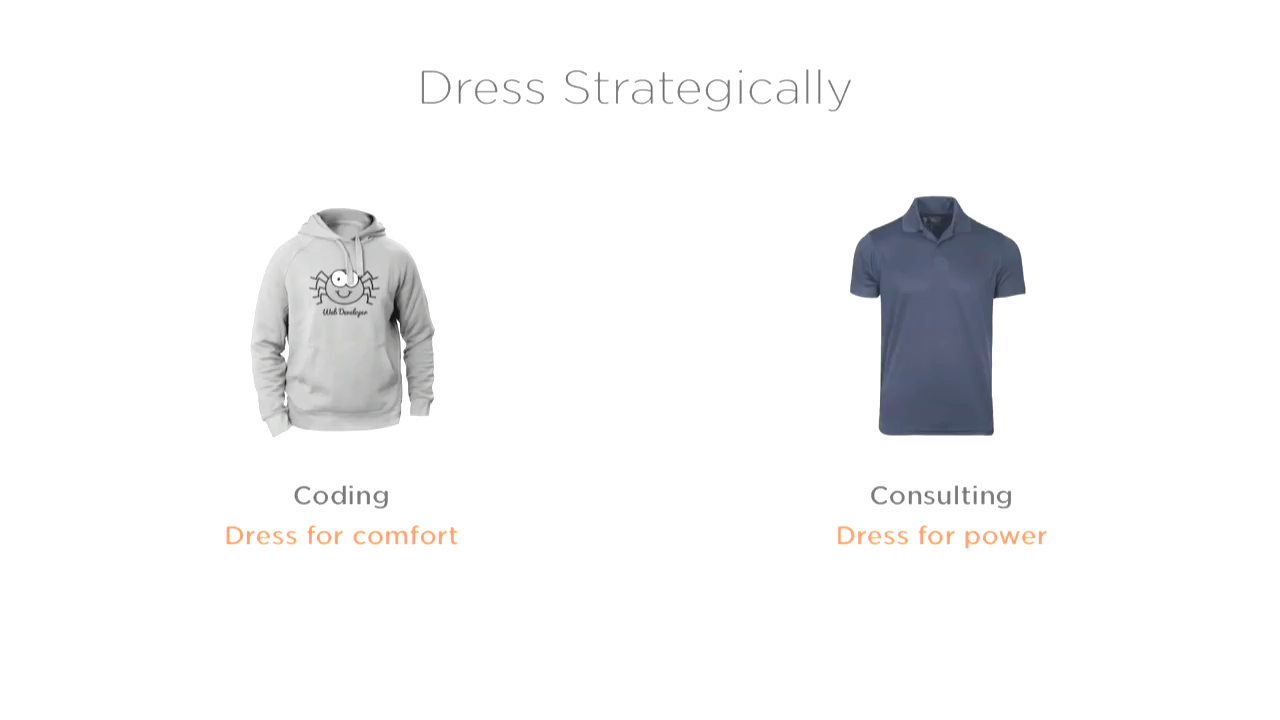 Dress Strategically
Web Developer
Coding
Dress for comfort
Consulting
Dress for power